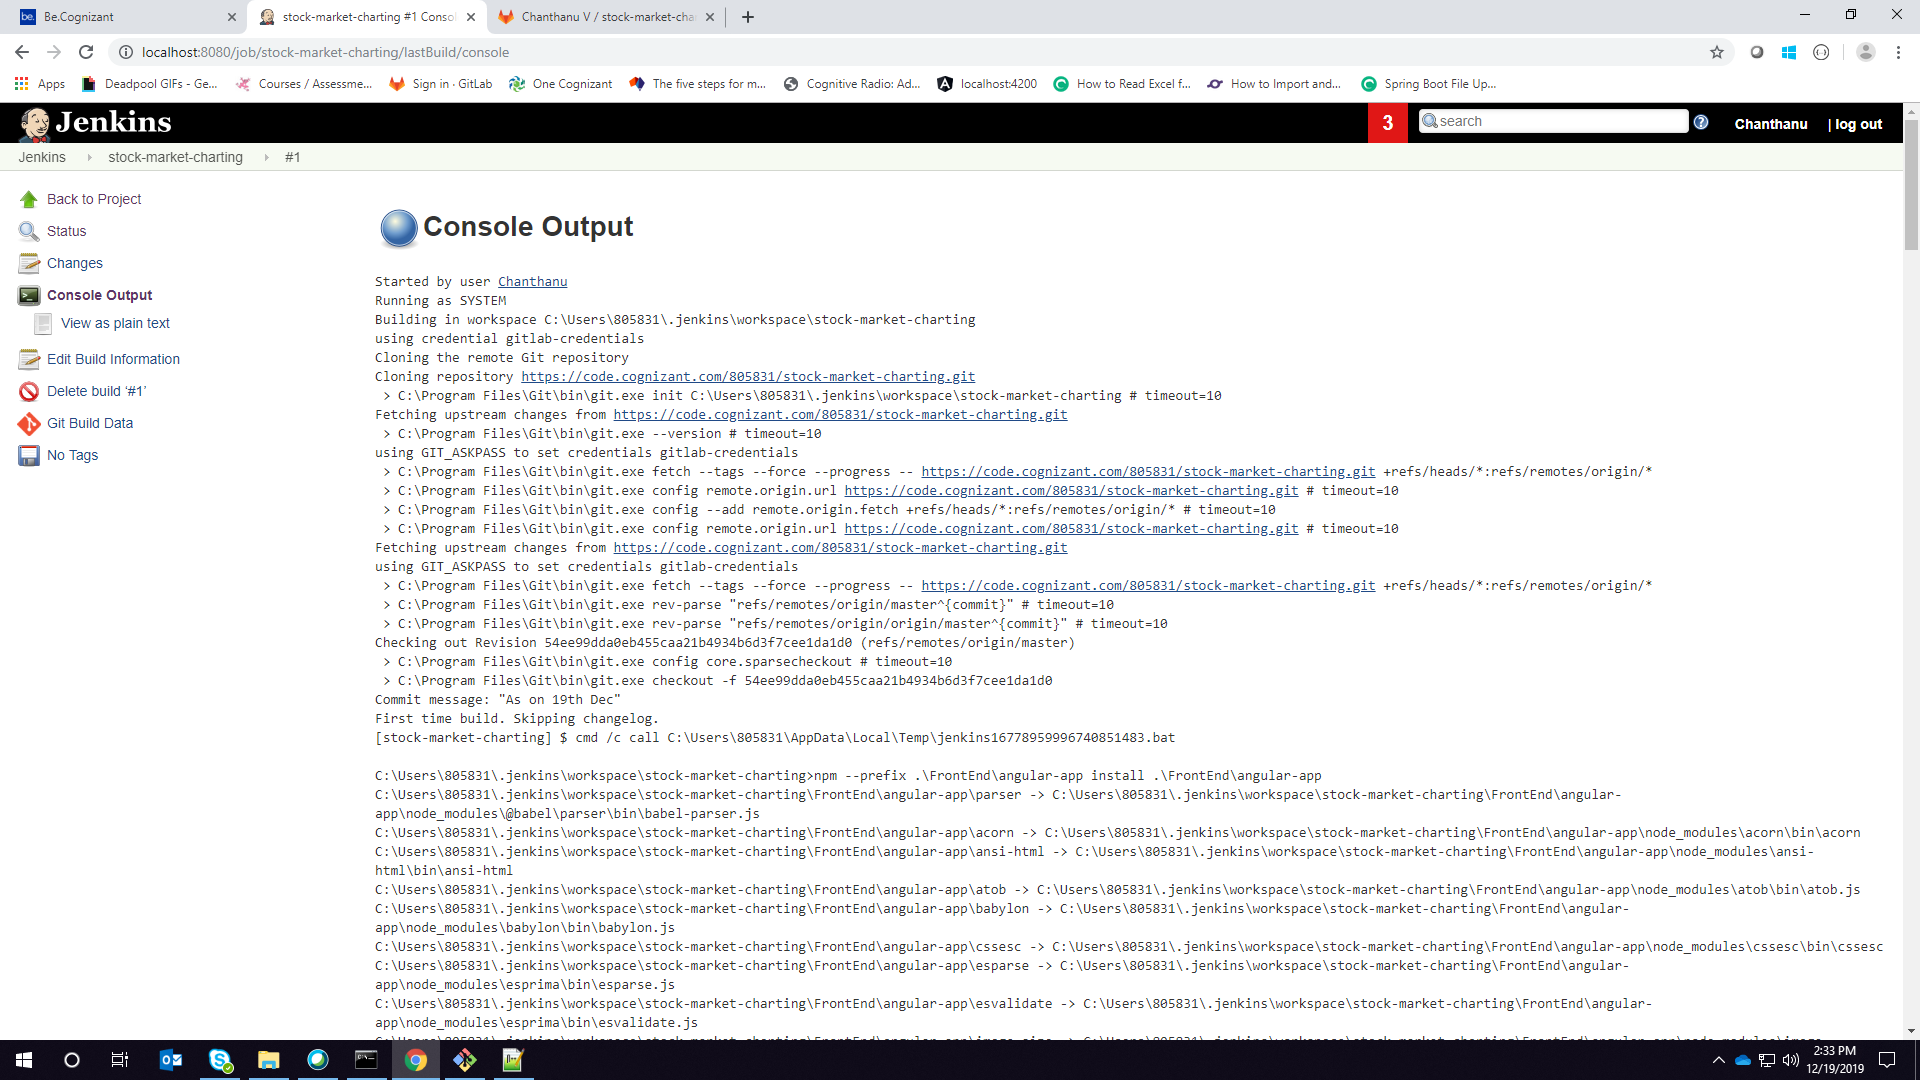 be. Be.Cognizant
stock-market-charting #1 Conso
Chanthanu V / stock-market-cha
localhost:8080/job/stock-market-charting/lastBuild/console
Apps
Deadpool GIFs - Ge...
Courses / Assessme...
Sign in · GitLab
One Cognizant
The five steps for m...
Cognitive Radio: Ad...
localhost:4200
How to Read Excel f...
How to Import and...
Spring Boot File Up...
Jenkins
3
search
Chanthanu
| log out
Jenkins
stock-market-charting
#1
Back to Project
Status
Changes
Console Output
View as plain text
Edit Build Information
Delete build ‘#1’
Git Build Data
No Tags
Console Output
Started by user Chanthanu
Running as SYSTEM
Building in workspace C:\Users\805831\.jenkins\workspace\stock-market-charting
using credential gitlab-credentials
Cloning the remote Git repository
Cloning repository https://code.cognizant.com/805831/stock-market-charting.git
> C:\Program Files\Git\bin\git.exe init C:\Users\805831\.jenkins\workspace\stock-market-charting # timeout=10
Fetching upstream changes from https://code.cognizant.com/805831/stock-market-charting.git
> C:\Program Files\Git\bin\git.exe --version # timeout=10
using GIT_ASKPASS to set credentials gitlab-credentials
> C:\Program Files\Git\bin\git.exe fetch --tags --force --progress -- https://code.cognizant.com/805831/stock-market-charting.git +refs/heads/*:refs/remotes/origin/*
> C:\Program Files\Git\bin\git.exe config remote.origin.url https://code.cognizant.com/805831/stock-market-charting.git # timeout=10
> C:\Program Files\Git\bin\git.exe config --add remote.origin.fetch +refs/heads/*:refs/remotes/origin/* # timeout=10
> C:\Program Files\Git\bin\git.exe config remote.origin.url https://code.cognizant.com/805831/stock-market-charting.git # timeout=10
Fetching upstream changes from https://code.cognizant.com/805831/stock-market-charting.git
using GIT_ASKPASS to set credentials gitlab-credentials
> C:\Program Files\Git\bin\git.exe fetch --tags --force --progress -- https://code.cognizant.com/805831/stock-market-charting.git +refs/heads/*:refs/remotes/origin/*
> C:\Program Files\Git\bin\git.exe rev-parse "refs/remotes/origin/master^{commit}" # timeout=10
> C:\Program Files\Git\bin\git.exe rev-parse "refs/remotes/origin/origin/master^{commit}" # timeout=10
Checking out Revision 54ee99dda0eb455caa21b4934b6d3f7cee1da1d0 (refs/remotes/origin/master)
> C:\Program Files\Git\bin\git.exe config core.sparsecheckout # timeout=10
> C:\Program Files\Git\bin\git.exe checkout -f 54ee99dda0eb455caa21b4934b6d3f7cee1da1d0
Commit message: "As on 19th Dec"
First time build. Skipping changelog.
[stock-market-charting] $ cmd /c call C:\Users\805831\AppData\Local\Temp\jenkins16778959996740851483.bat
C:\Users\805831\.jenkins\workspace\stock-market-charting>npm --prefix .\FrontEnd\angular-app install .\FrontEnd\angular-app
C:\Users\805831\.jenkins\workspace\stock-market-charting\FrontEnd\angular-app\parser -> C:\Users\805831\.jenkins\workspace\stock-market-charting\FrontEnd\angular-
app\node_modules\@babel\parser\bin\babel-parser.js
C:\Users\805831\.jenkins\workspace\stock-market-charting\FrontEnd\angular-app\acorn -> C:\Users\805831\.jenkins\workspace\stock-market-charting\FrontEnd\angular-app\node_modules\acorn\bin\acorn
C:\Users\805831\.jenkins\workspace\stock-market-charting\FrontEnd\angular-app\ansi-html -> C:\Users\805831\.jenkins\workspace\stock-market-charting\FrontEnd\angular-app\node_modules\ansi-
html\bin\ansi-html
C:\Users\805831\.jenkins\workspace\stock-market-charting\FrontEnd\angular-app\atob -> C:\Users\805831\.jenkins\workspace\stock-market-charting\FrontEnd\angular-app\node_modules\atob\bin\atob.js
C:\Users\805831\.jenkins\workspace\stock-market-charting\FrontEnd\angular-app\babylon -> C:\Users\805831\.jenkins\workspace\stock-market-charting\FrontEnd\angular-
app\node_modules\babylon\bin\babylon.js
C:\Users\805831\.jenkins\workspace\stock-market-charting\FrontEnd\angular-app\cssesc -> C:\Users\805831\.jenkins\workspace\stock-market-charting\FrontEnd\angular-app\node_modules\cssesc\bin\cssesc
C:\Users\805831\.jenkins\workspace\stock-market-charting\FrontEnd\angular-app\esparse -> C:\Users\805831\.jenkins\workspace\stock-market-charting\FrontEnd\angular-
app\node_modules\esprima\bin\esparse.js
C:\Users\805831\.jenkins\workspace\stock-market-charting\FrontEnd\angular-app\esvalidate -> C:\Users\805831\.jenkins\workspace\stock-market-charting\FrontEnd\angular-
app\node_modules\esprima\bin\esvalidate.js
2:33 PM
12/19/2019